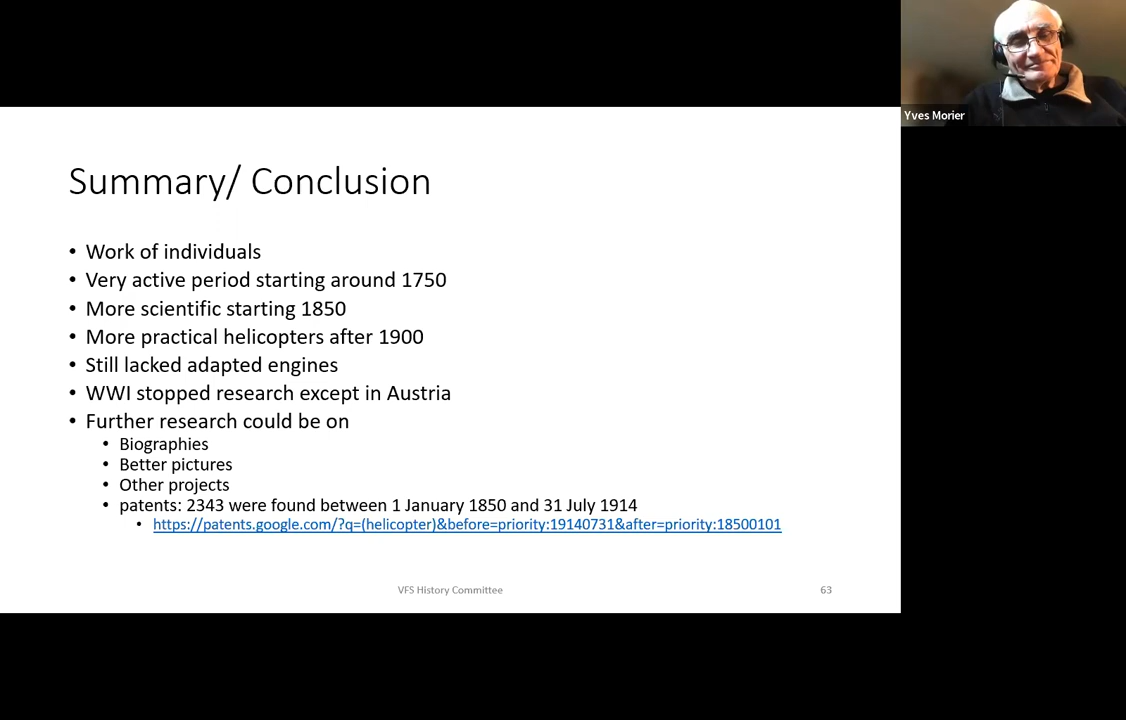 Yves Morier
Summary/ Conclusion
• Work of individuals
• Very active period starting around 1750
• More scientific starting 1850
• More practical helicopters after 1900
• Still lacked adapted engines
• WWI stopped research except in Austria
• Further research could be on
• Biographies
• Better pictures
• Other projects
• patents: 2343 were found between 1 January 1850 and 31 July 1914
• https://patents.google.com/?q=(helicopter)&before=priority:19140731&after=priority:18500101
VFS History Committee
63